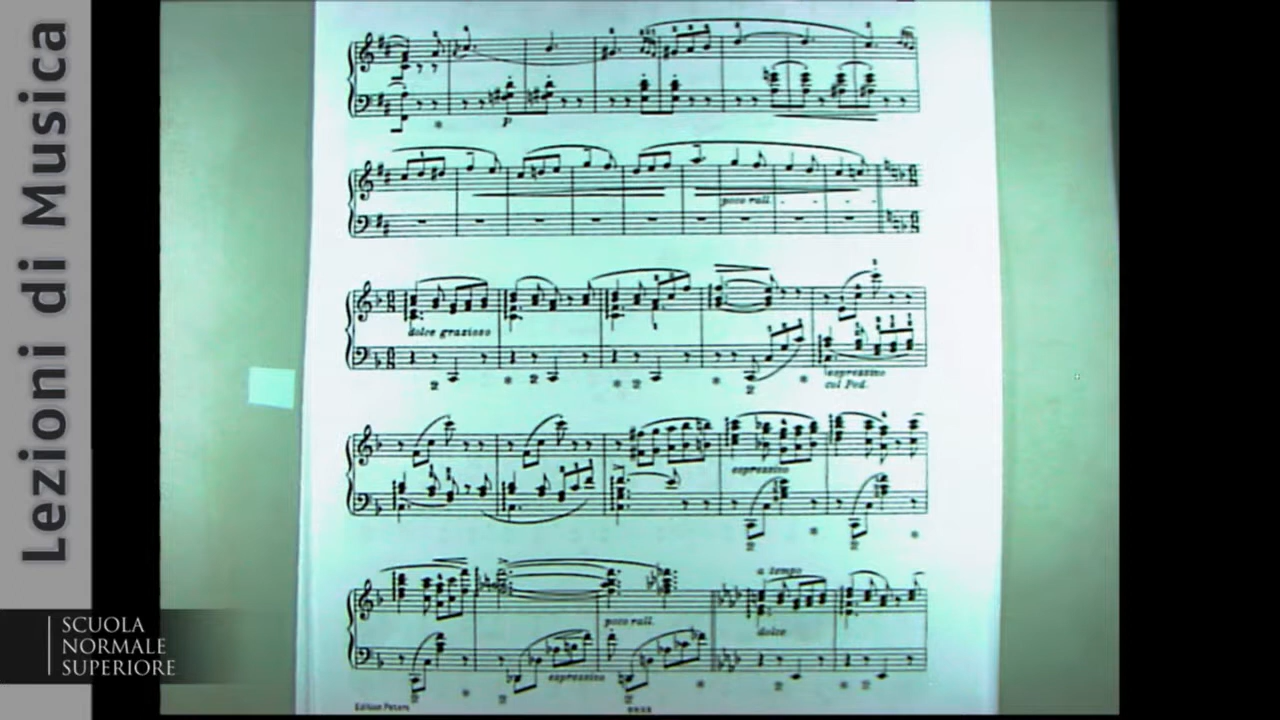 Lezioni di Musica
p
poco rall.
dolce grazioso
espressivo
col Ped.
espressivo
a tempo
poco rall.
dolce
espressivo
SCUOLA
NORMALE
SUPERIORE
Edition Peters